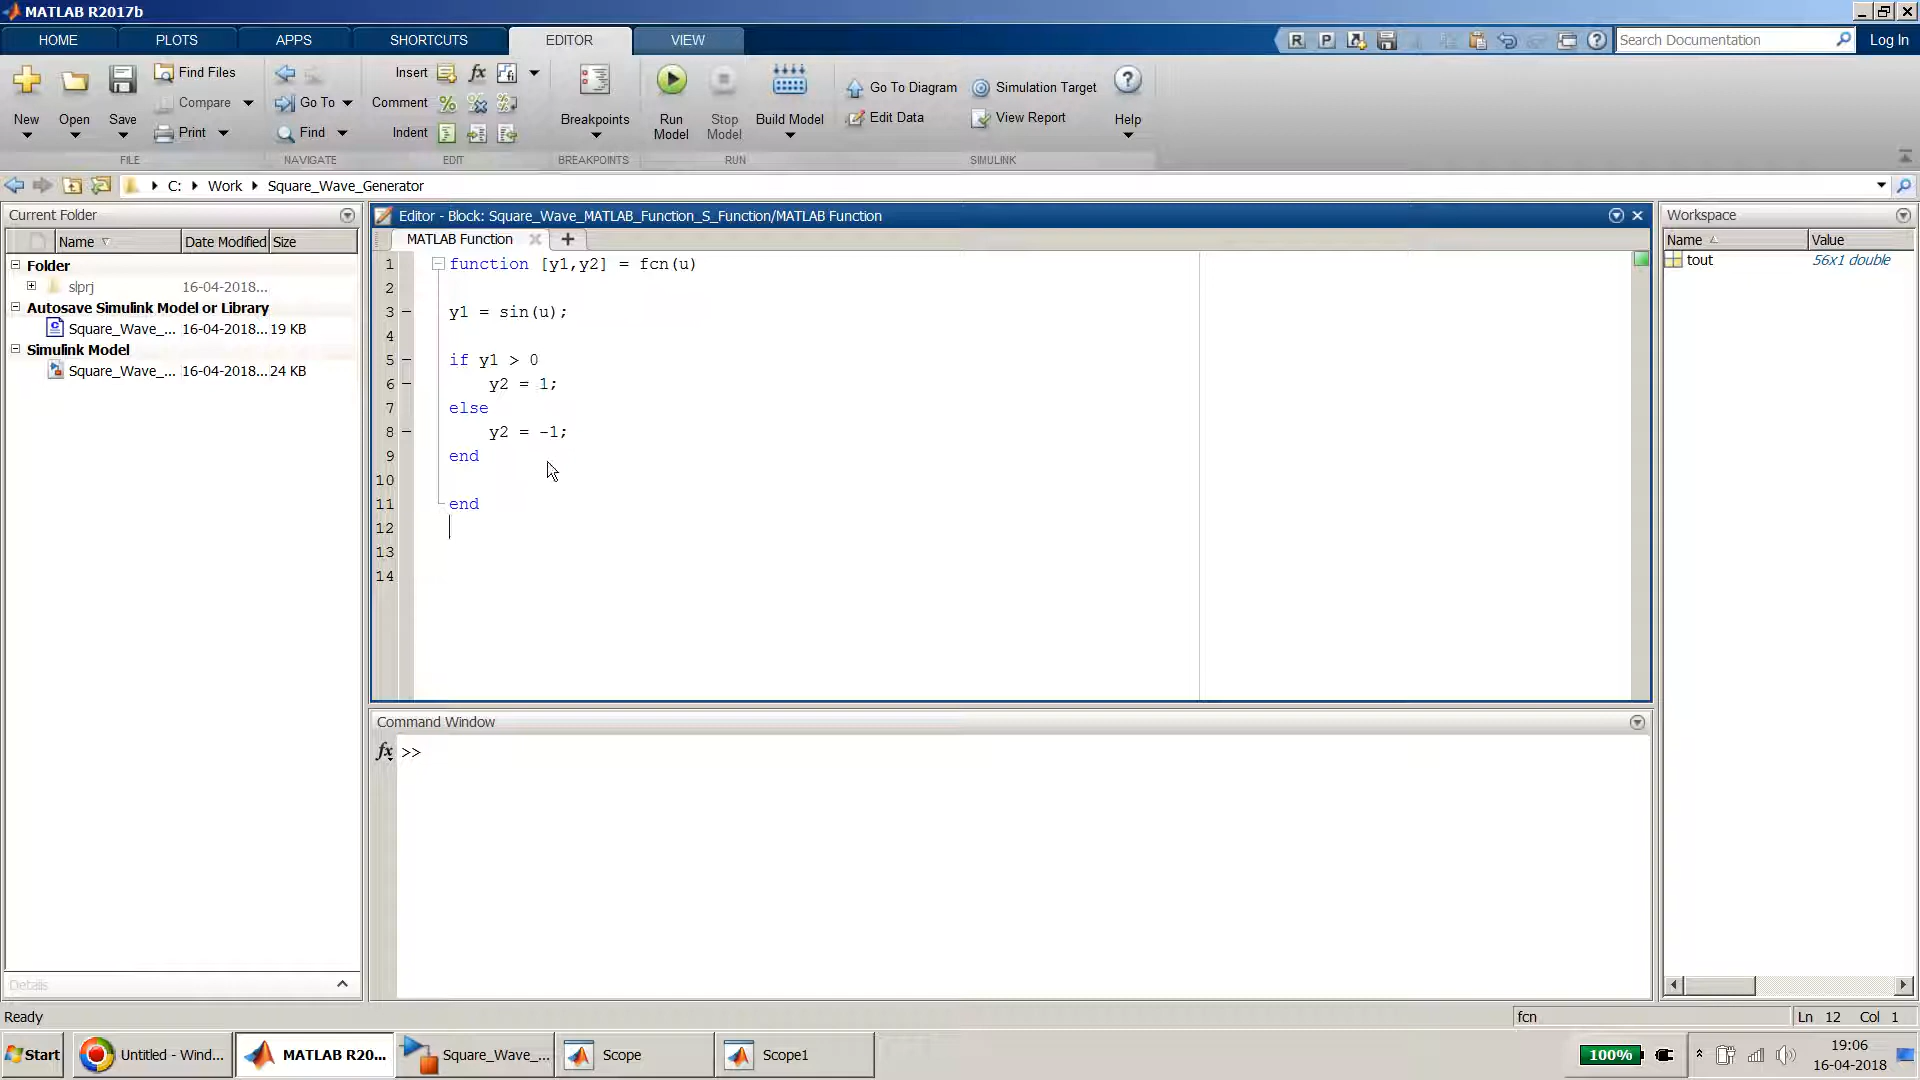 MATLAB R2017b
HOME PLOTS APPS SHORTCUTS EDITOR VIEW
Search Documentation Log In
New Open Save
Find Files
Compare
Print
FILE
Go To
Find
NAVIGATE
Insert fx
Comment
Indent
EDIT
Breakpoints
BREAKPOINTS
Run Model
Stop Model
Build Model
RUN
Go To Diagram
Edit Data
Simulation Target
View Report
SIMULINK
Help
C: Work Square_Wave_Generator
Current Folder
Name Date Modified Size
Folder
slprj 16-04-2018...
Autosave Simulink Model or Library
Square_Wave_... 16-04-2018... 19 KB
Simulink Model
Square_Wave_... 16-04-2018... 24 KB
Details
Editor - Block: Square_Wave_MATLAB_Function_S_Function/MATLAB Function
MATLAB Function
1 function [y1,y2] = fcn(u)
2
3 y1 = sin(u);
4
5 if y1 > 0
6 y2 = 1;
7 else
8 y2 = -1;
9 end
10
11 end
12
13
14
Command Window
fx >>
Workspace
Name Value
tout 56x1 double
Ready
fcn Ln 12 Col 1
Start Untitled - Wind... MATLAB R20... Square_Wave_... Scope Scope1
100%
19:06
16-04-2018